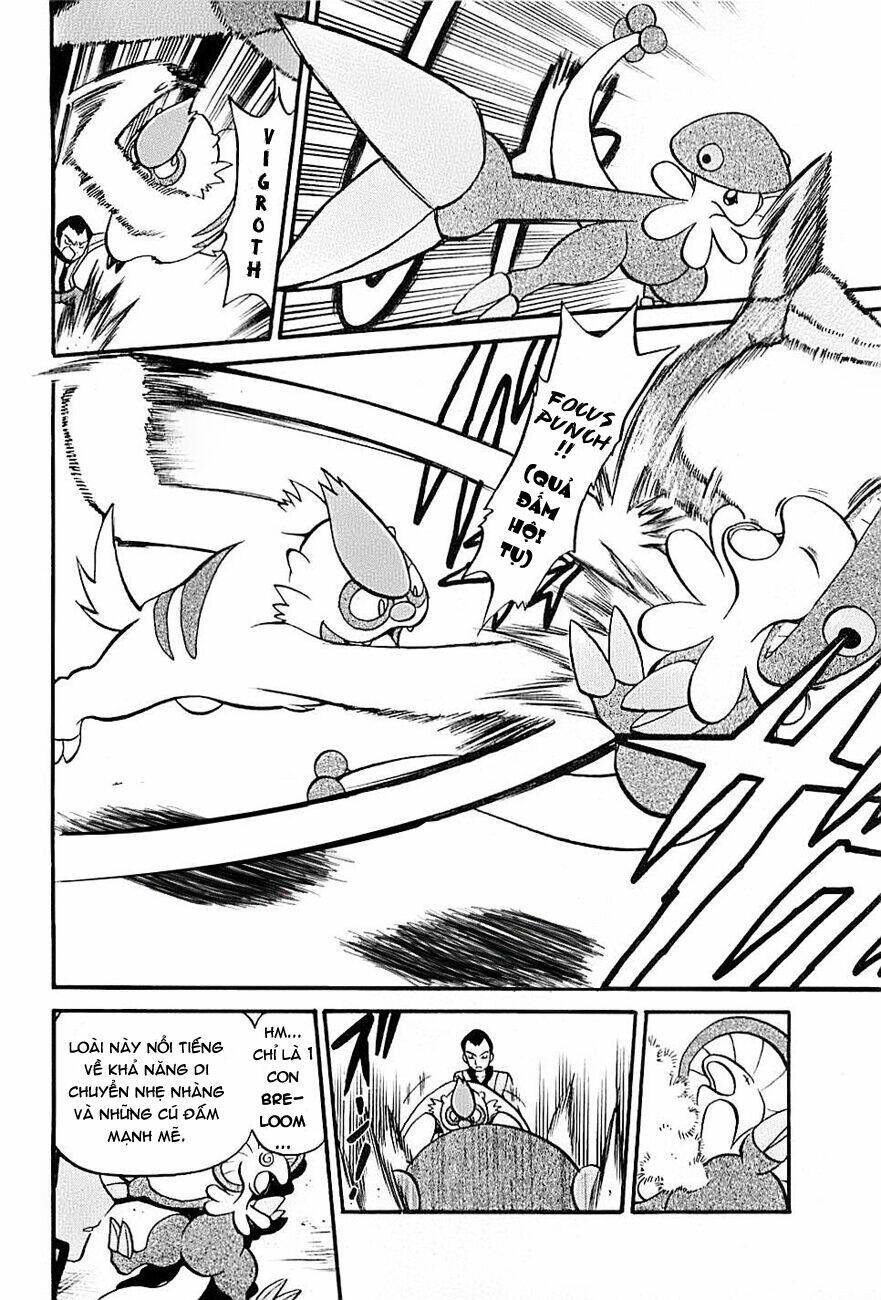 VIGROTH
FOCUS
PUNCH
!!
(QUẢ
ĐẤM
HỘI
TỤ)
HM...
CHỈ LÀ 1
CON
BRE-
LOOM
...
LOÀI NÀY NỔI TIẾNG
VỀ KHẢ NĂNG DI
CHUYỂN NHẸ NHÀNG
VÀ NHỮNG CÚ ĐẤM
MẠNH MẼ.